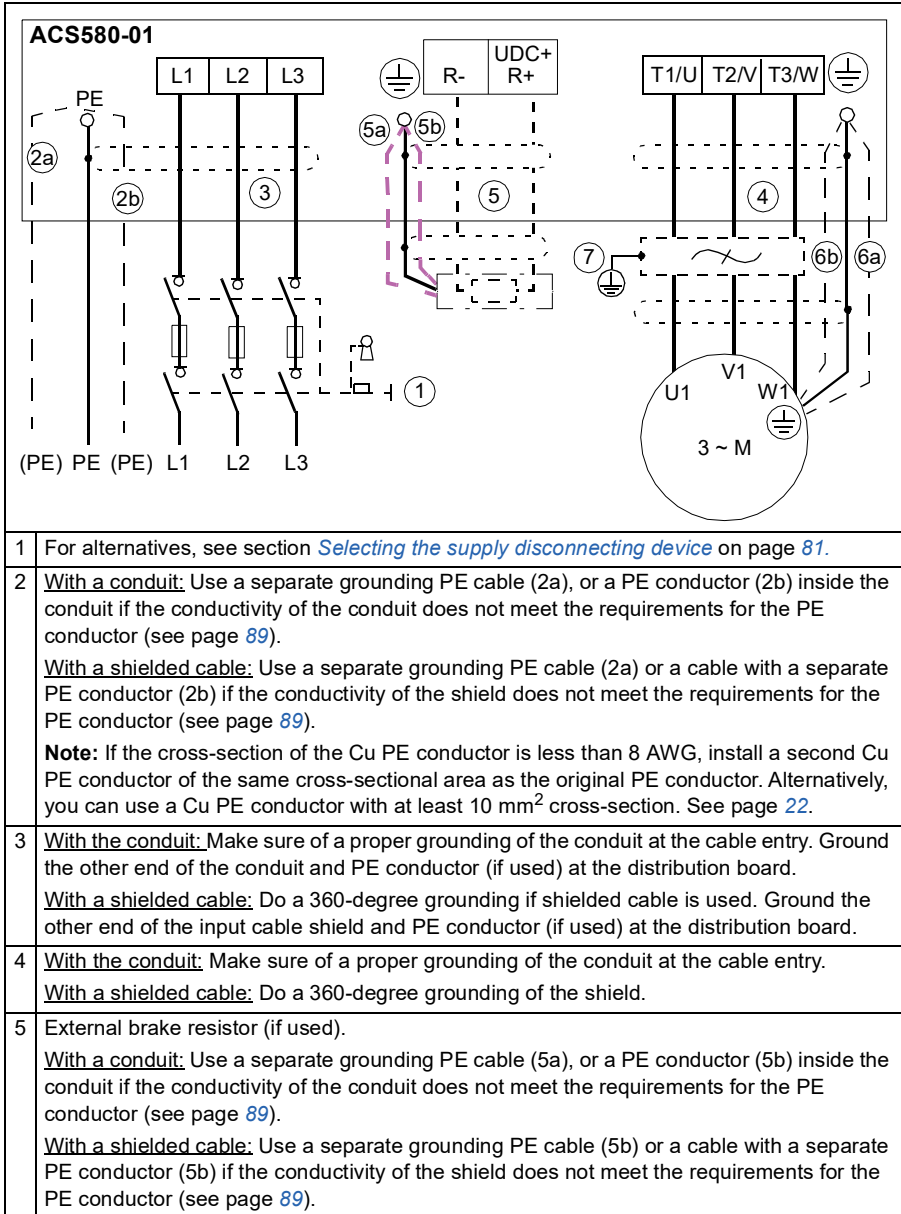 ACS580-01
L1 L2 L3
R- UDC+
R+
T1/U T2/V T3/W
PE
5a 5b
2a
2b
3
5
4
7
6b 6a
U1
V1
W1
1
3 ~ M
(PE) PE (PE) L1 L2 L3
1 For alternatives, see section Selecting the supply disconnecting device on page 81.
2 With a conduit: Use a separate grounding PE cable (2a), or a PE conductor (2b) inside the
conduit if the conductivity of the conduit does not meet the requirements for the PE
conductor (see page 89).
With a shielded cable: Use a separate grounding PE cable (2a) or a cable with a separate
PE conductor (2b) if the conductivity of the shield does not meet the requirements for the
PE conductor (see page 89).
Note: If the cross-section of the Cu PE conductor is less than 8 AWG, install a second Cu
PE conductor of the same cross-sectional area as the original PE conductor. Alternatively,
you can use a Cu PE conductor with at least 10 mm2 cross-section. See page 22.
3 With the conduit: Make sure of a proper grounding of the conduit at the cable entry. Ground
the other end of the conduit and PE conductor (if used) at the distribution board.
With a shielded cable: Do a 360-degree grounding if shielded cable is used. Ground the
other end of the input cable shield and PE conductor (if used) at the distribution board.
4 With the conduit: Make sure of a proper grounding of the conduit at the cable entry.
With a shielded cable: Do a 360-degree grounding of the shield.
5 External brake resistor (if used).
With a conduit: Use a separate grounding PE cable (5a), or a PE conductor (5b) inside the
conduit if the conductivity of the conduit does not meet the requirements for the PE
conductor (see page 89).
With a shielded cable: Use a separate grounding PE cable (5b) or a cable with a separate
PE conductor (5b) if the conductivity of the shield does not meet the requirements for the
PE conductor (see page 89).